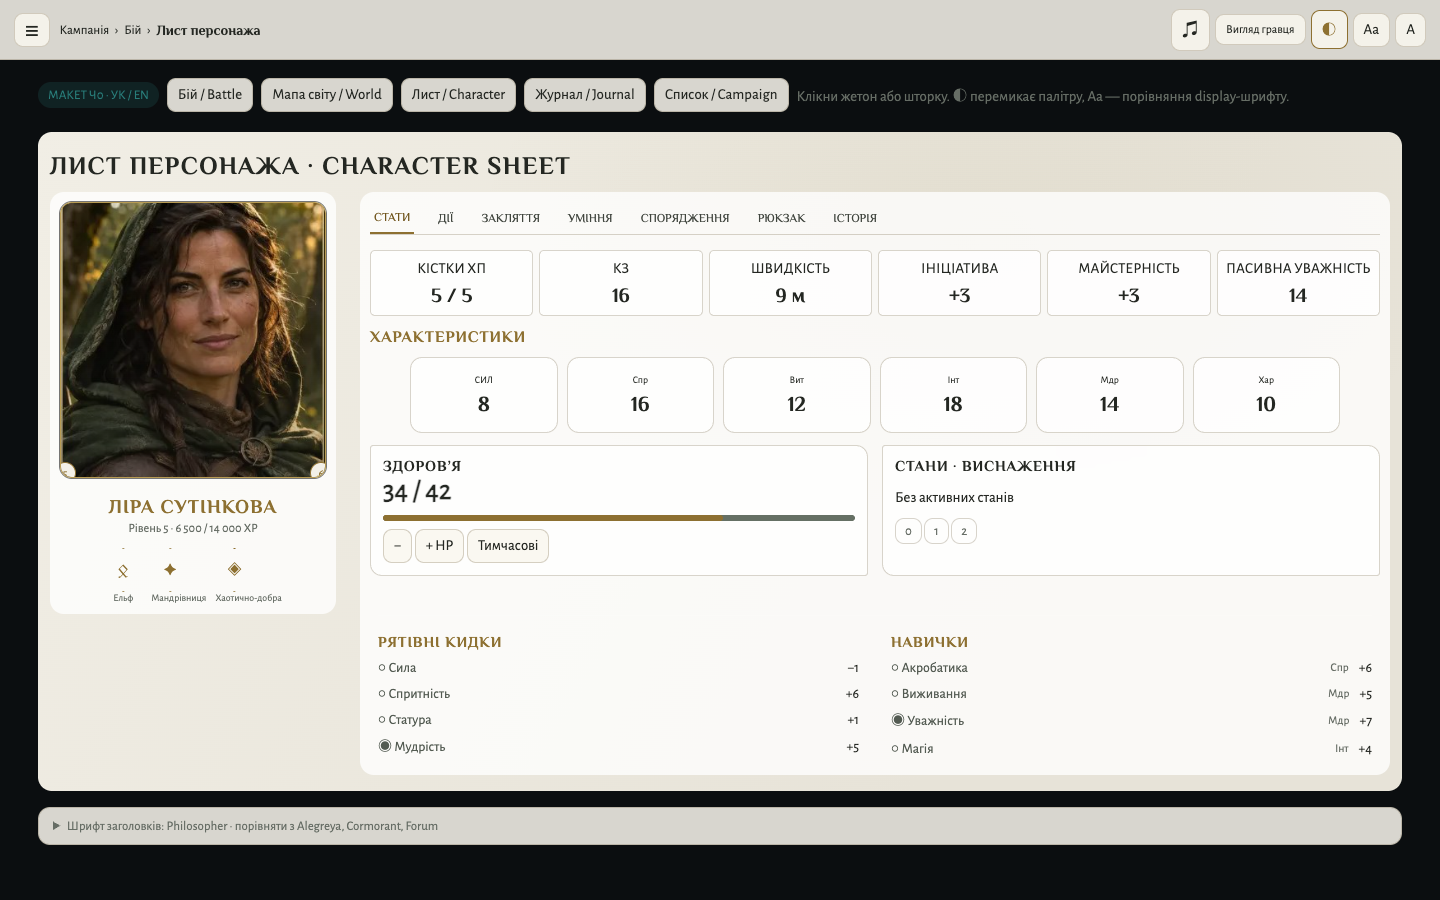 Кампанія › Бій › Лист персонажа
Вигляд гравця
Aa
A
МАКЕТ Ч0 · УК / EN
Бій / Battle
Мапа світу / World
Лист / Character
Журнал / Journal
Список / Campaign
Клікни жетон або шторку. ◐ перемикає палітру, Aa — порівняння display-шрифту.
ЛИСТ ПЕРСОНАЖА · CHARACTER SHEET
ЛІРА СУТІНКОВА
Рівень 5 · 6 500 / 14 000 XP
Ельф
Мандрівниця
Хаотично-добра
СТАТИ
ДІЇ
ЗАКЛЯТТЯ
УМІННЯ
СПОРЯДЖЕННЯ
РЮКЗАК
ІСТОРІЯ
КІСТКИ ХП
5 / 5
КЗ
16
ШВИДКІСТЬ
9 м
ІНІЦІАТИВА
+3
МАЙСТЕРНІСТЬ
+3
ПАСИВНА УВАЖНІСТЬ
14
ХАРАКТЕРИСТИКИ
СИЛ
8
Спр
16
Вит
12
Інт
18
Мдр
14
Хар
10
ЗДОРОВ’Я
34 / 42
−
+ HP
Тимчасові
СТАНИ · ВИСНАЖЕННЯ
Без активних станів
0
1
2
РЯТІВНІ КИДКИ
○ Сила −1
○ Спритність +6
○ Статура +1
◉ Мудрість +5
НАВИЧКИ
○ Акробатика Спр +6
○ Виживання Мдр +5
◉ Уважність Мдр +7
○ Магія Інт +4
▶ Шрифт заголовків: Philosopher · порівняти з Alegreya, Cormorant, Forum